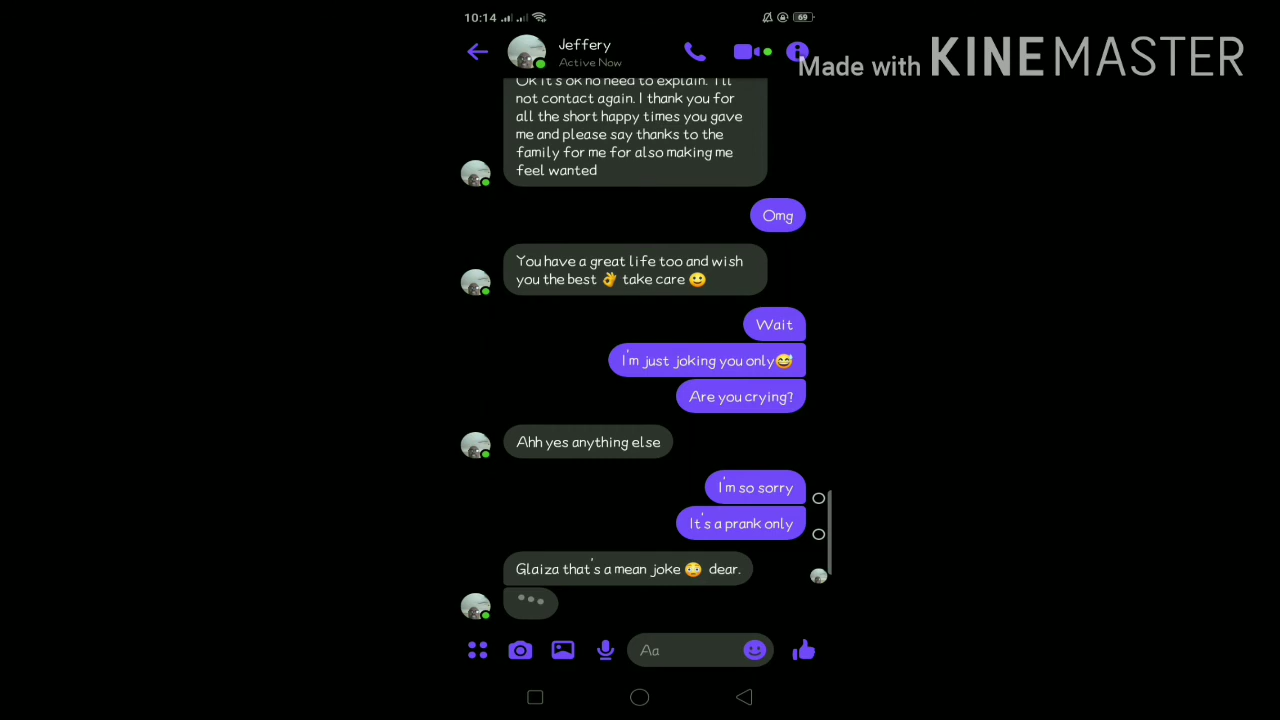 10:14
69
Jeffery
Active Now
Made with KINEMASTER
Ok it's ok no need to explain. I'll
not contact again. I thank you for
all the short happy times you gave
me and please say thanks to the
family for me for also making me
feel wanted
Omg
You have a great life too and wish
you the best 👌 take care 🙂
Wait
I'm just joking you only😅
Are you crying?
Ahh yes anything else
I'm so sorry
It's a prank only
Glaiza that's a mean joke 😳 dear.
Aa